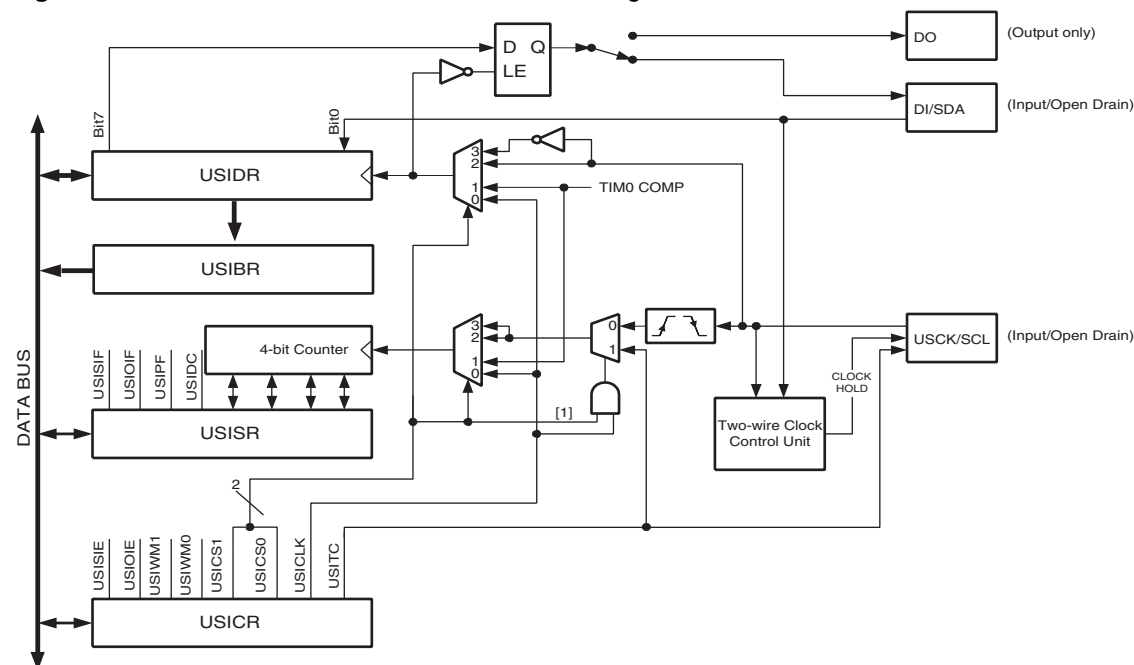 D Q
LE
DO
(Output only)
DI/SDA
(Input/Open Drain)
Bit7
Bit0
USIDR
3
2
1
0
TIM0 COMP
USIBR
DATA BUS
4-bit Counter
3
2
1
0
0
1
USCK/SCL
(Input/Open Drain)
CLOCK
HOLD
USISIF
USIOIF
USIPF
USIDC
[1]
USISR
Two-wire Clock
Control Unit
2
USISIE
USIOIE
USIWM1
USIWM0
USICS1
USICS0
USICLK
USITC
USICR